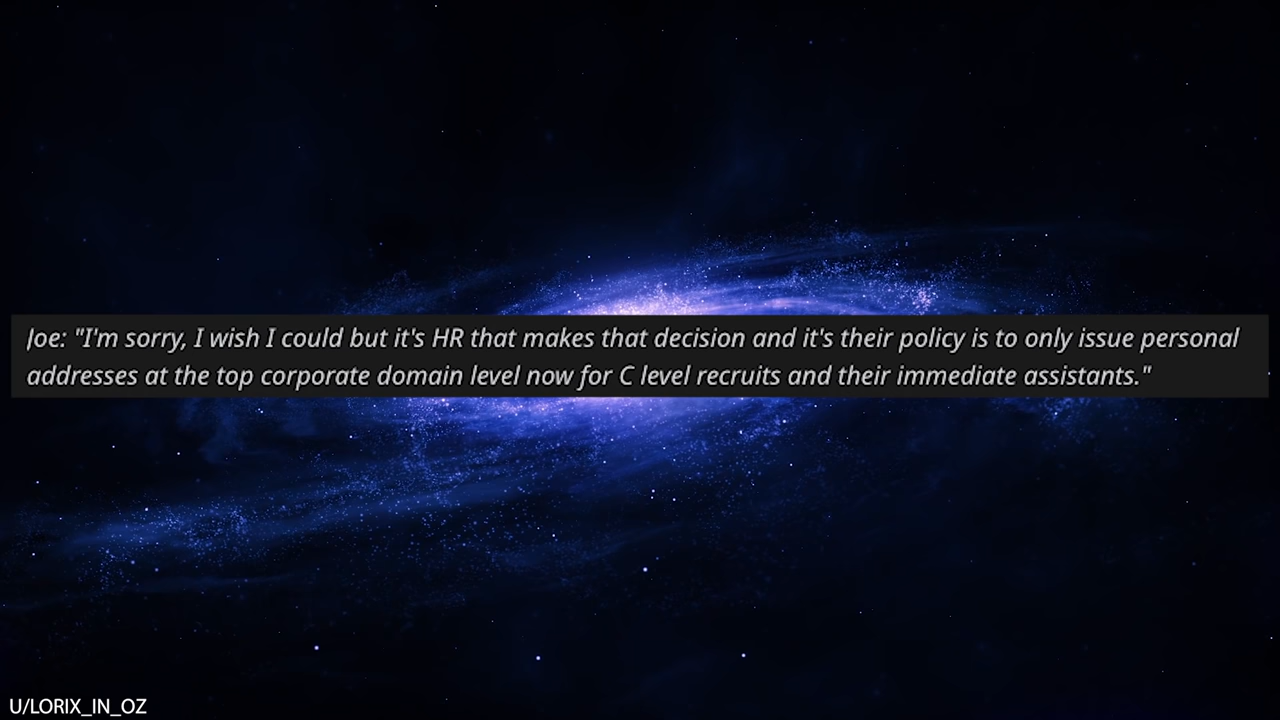 Joe: "I'm sorry, I wish I could but it's HR that makes that decision and it's their policy is to only issue personal
addresses at the top corporate domain level now for C level recruits and their immediate assistants."
U/LORIX_IN_OZ